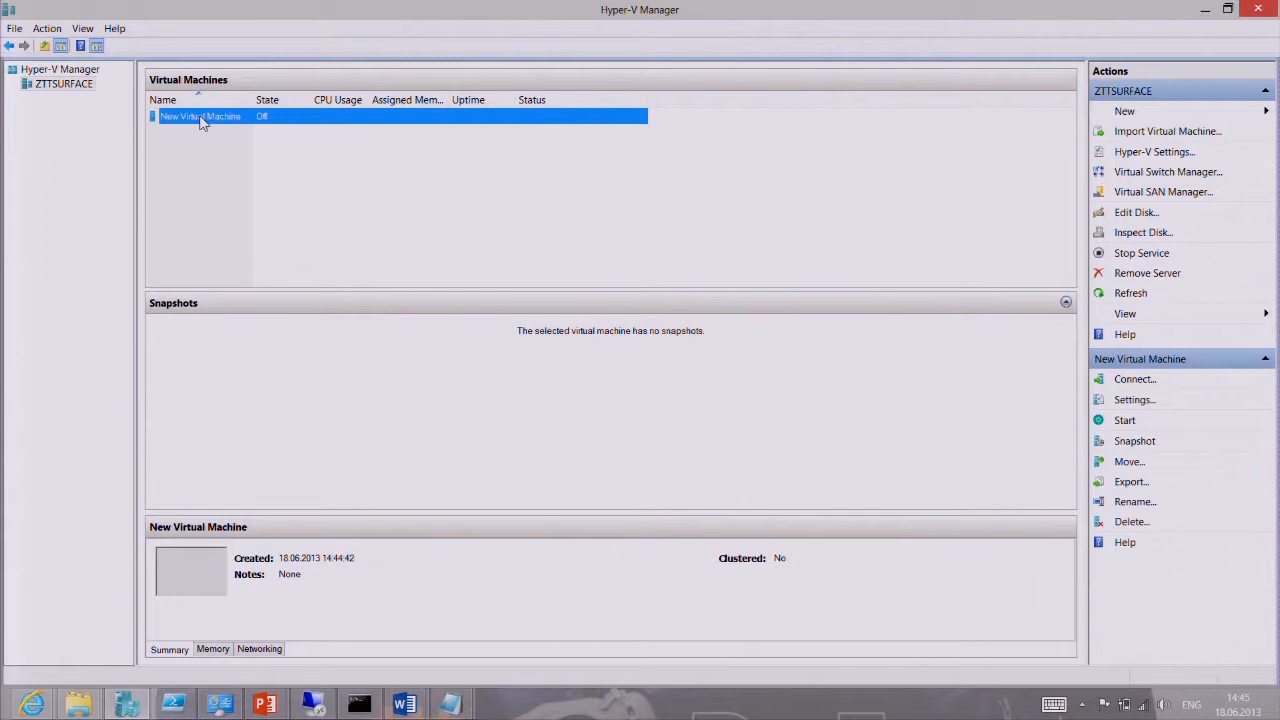 Hyper-V Manager
File Action View Help
Hyper-V Manager
ZTTSURFACE
Virtual Machines
Name State CPU Usage Assigned Mem... Uptime Status
New Virtual Machine Off
Snapshots
The selected virtual machine has no snapshots.
New Virtual Machine
Created: 18.06.2013 14:44:42 Clustered: No
Notes: None
Summary Memory Networking
Actions
ZTTSURFACE
New
Import Virtual Machine...
Hyper-V Settings...
Virtual Switch Manager...
Virtual SAN Manager...
Edit Disk...
Inspect Disk...
Stop Service
Remove Server
Refresh
View
Help
New Virtual Machine
Connect...
Settings...
Start
Snapshot
Move...
Export...
Rename...
Delete...
Help
ENG
14:45
18.06.2013